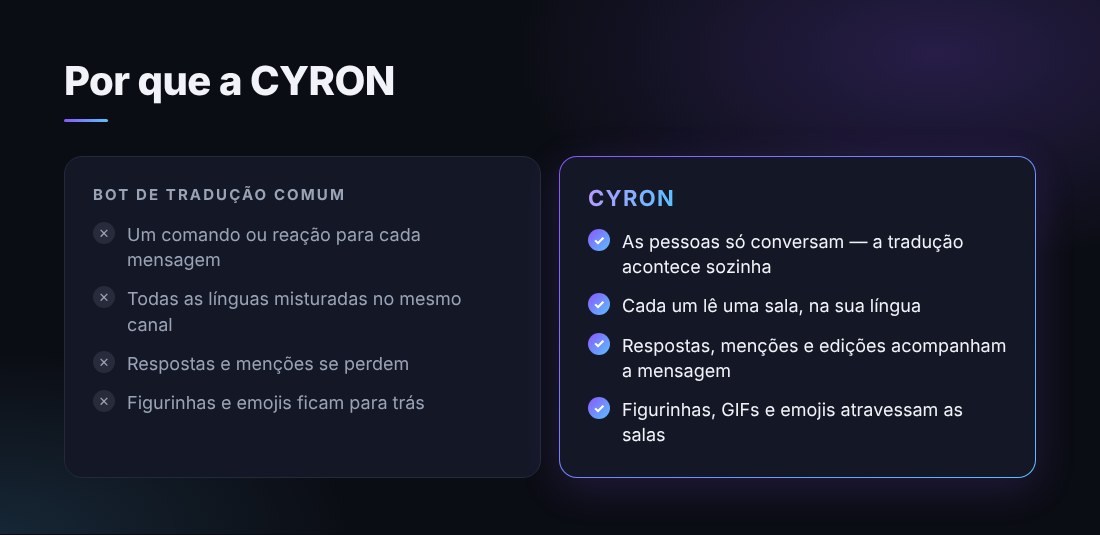 Por que a CYRON
BOT DE TRADUÇÃO COMUM
Um comando ou reação para cada
mensagem
Todas as línguas misturadas no mesmo
canal
Respostas e menções se perdem
Figurinhas e emojis ficam para trás
CYRON
As pessoas só conversam — a tradução
acontece sozinha
Cada um lê uma sala, na sua língua
Respostas, menções e edições acompanham
a mensagem
Figurinhas, GIFs e emojis atravessam as
salas